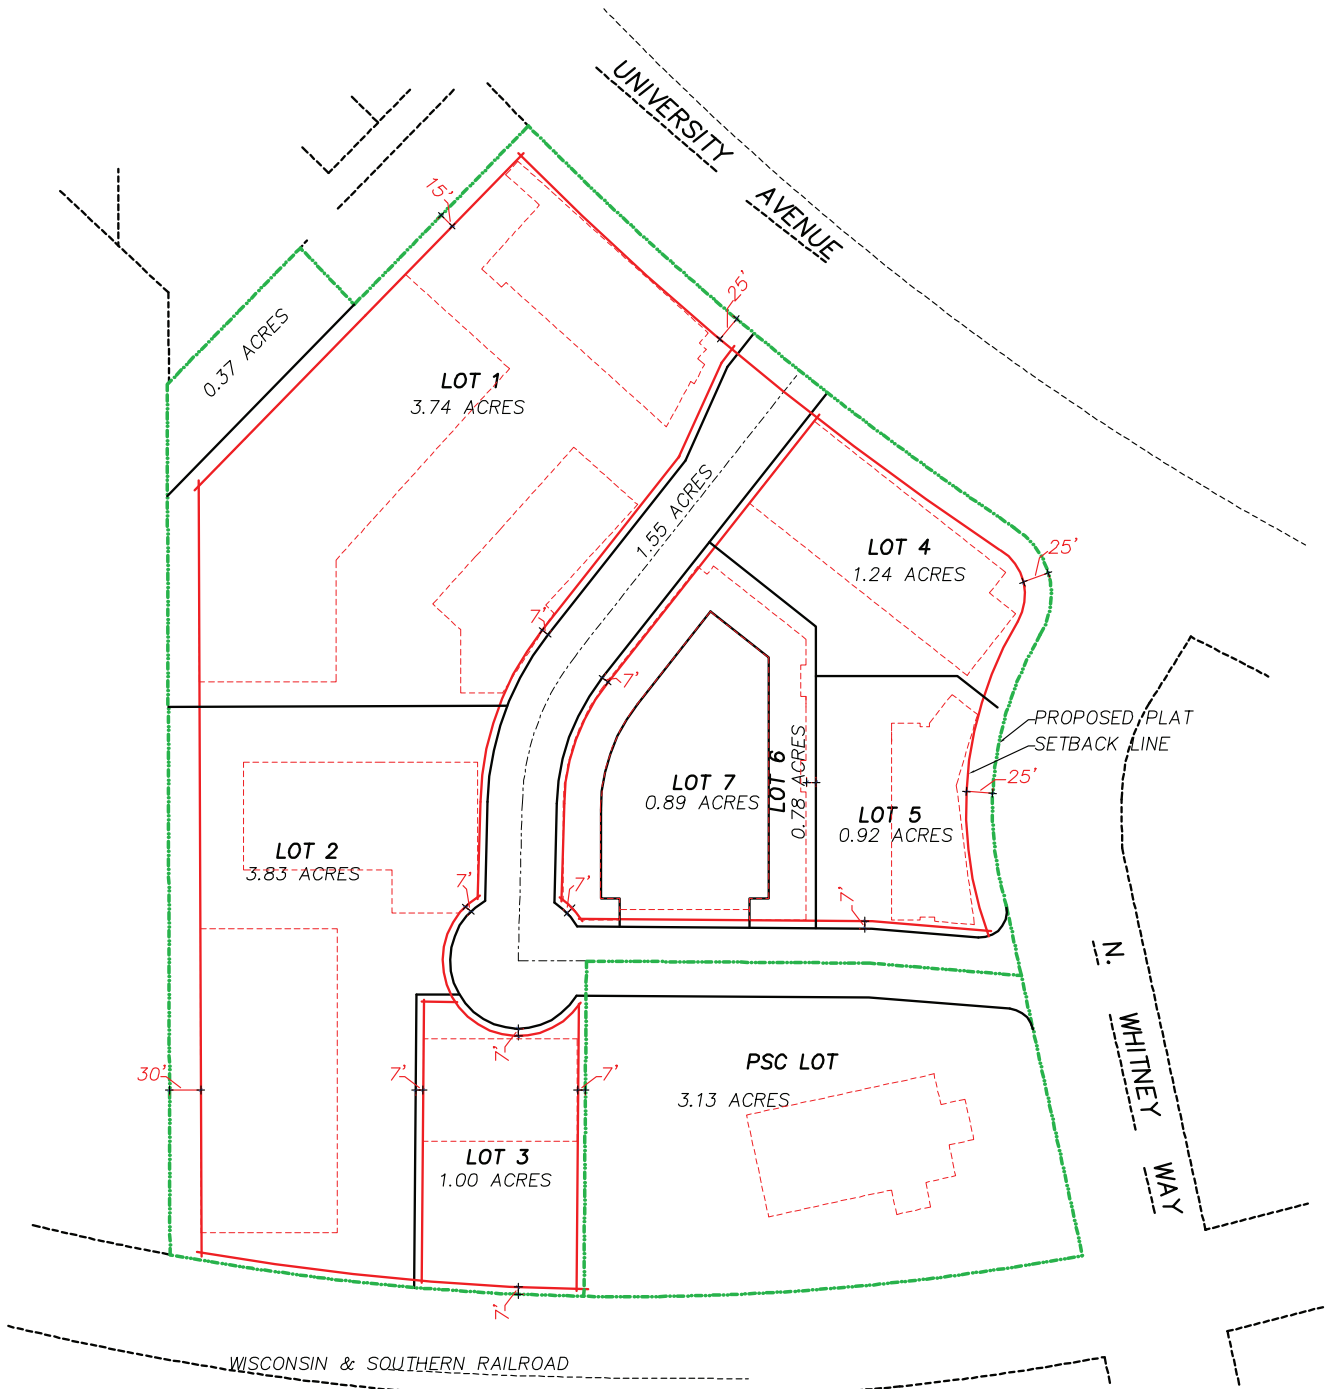 UNIVERSITY AVENUE
15'
25'
0.37 ACRES
LOT 1
3.74 ACRES
1.55 ACRES
LOT 4
1.24 ACRES
25'
7'
7'
PROPOSED PLAT
SETBACK LINE
LOT 7
0.89 ACRES
LOT 6
0.78 ACRES
25'
LOT 5
0.92 ACRES
LOT 2
3.83 ACRES
7'
7'
7'
N. WHITNEY WAY
7'
30'
7'
7'
PSC LOT
3.13 ACRES
LOT 3
1.00 ACRES
7'
WISCONSIN & SOUTHERN RAILROAD